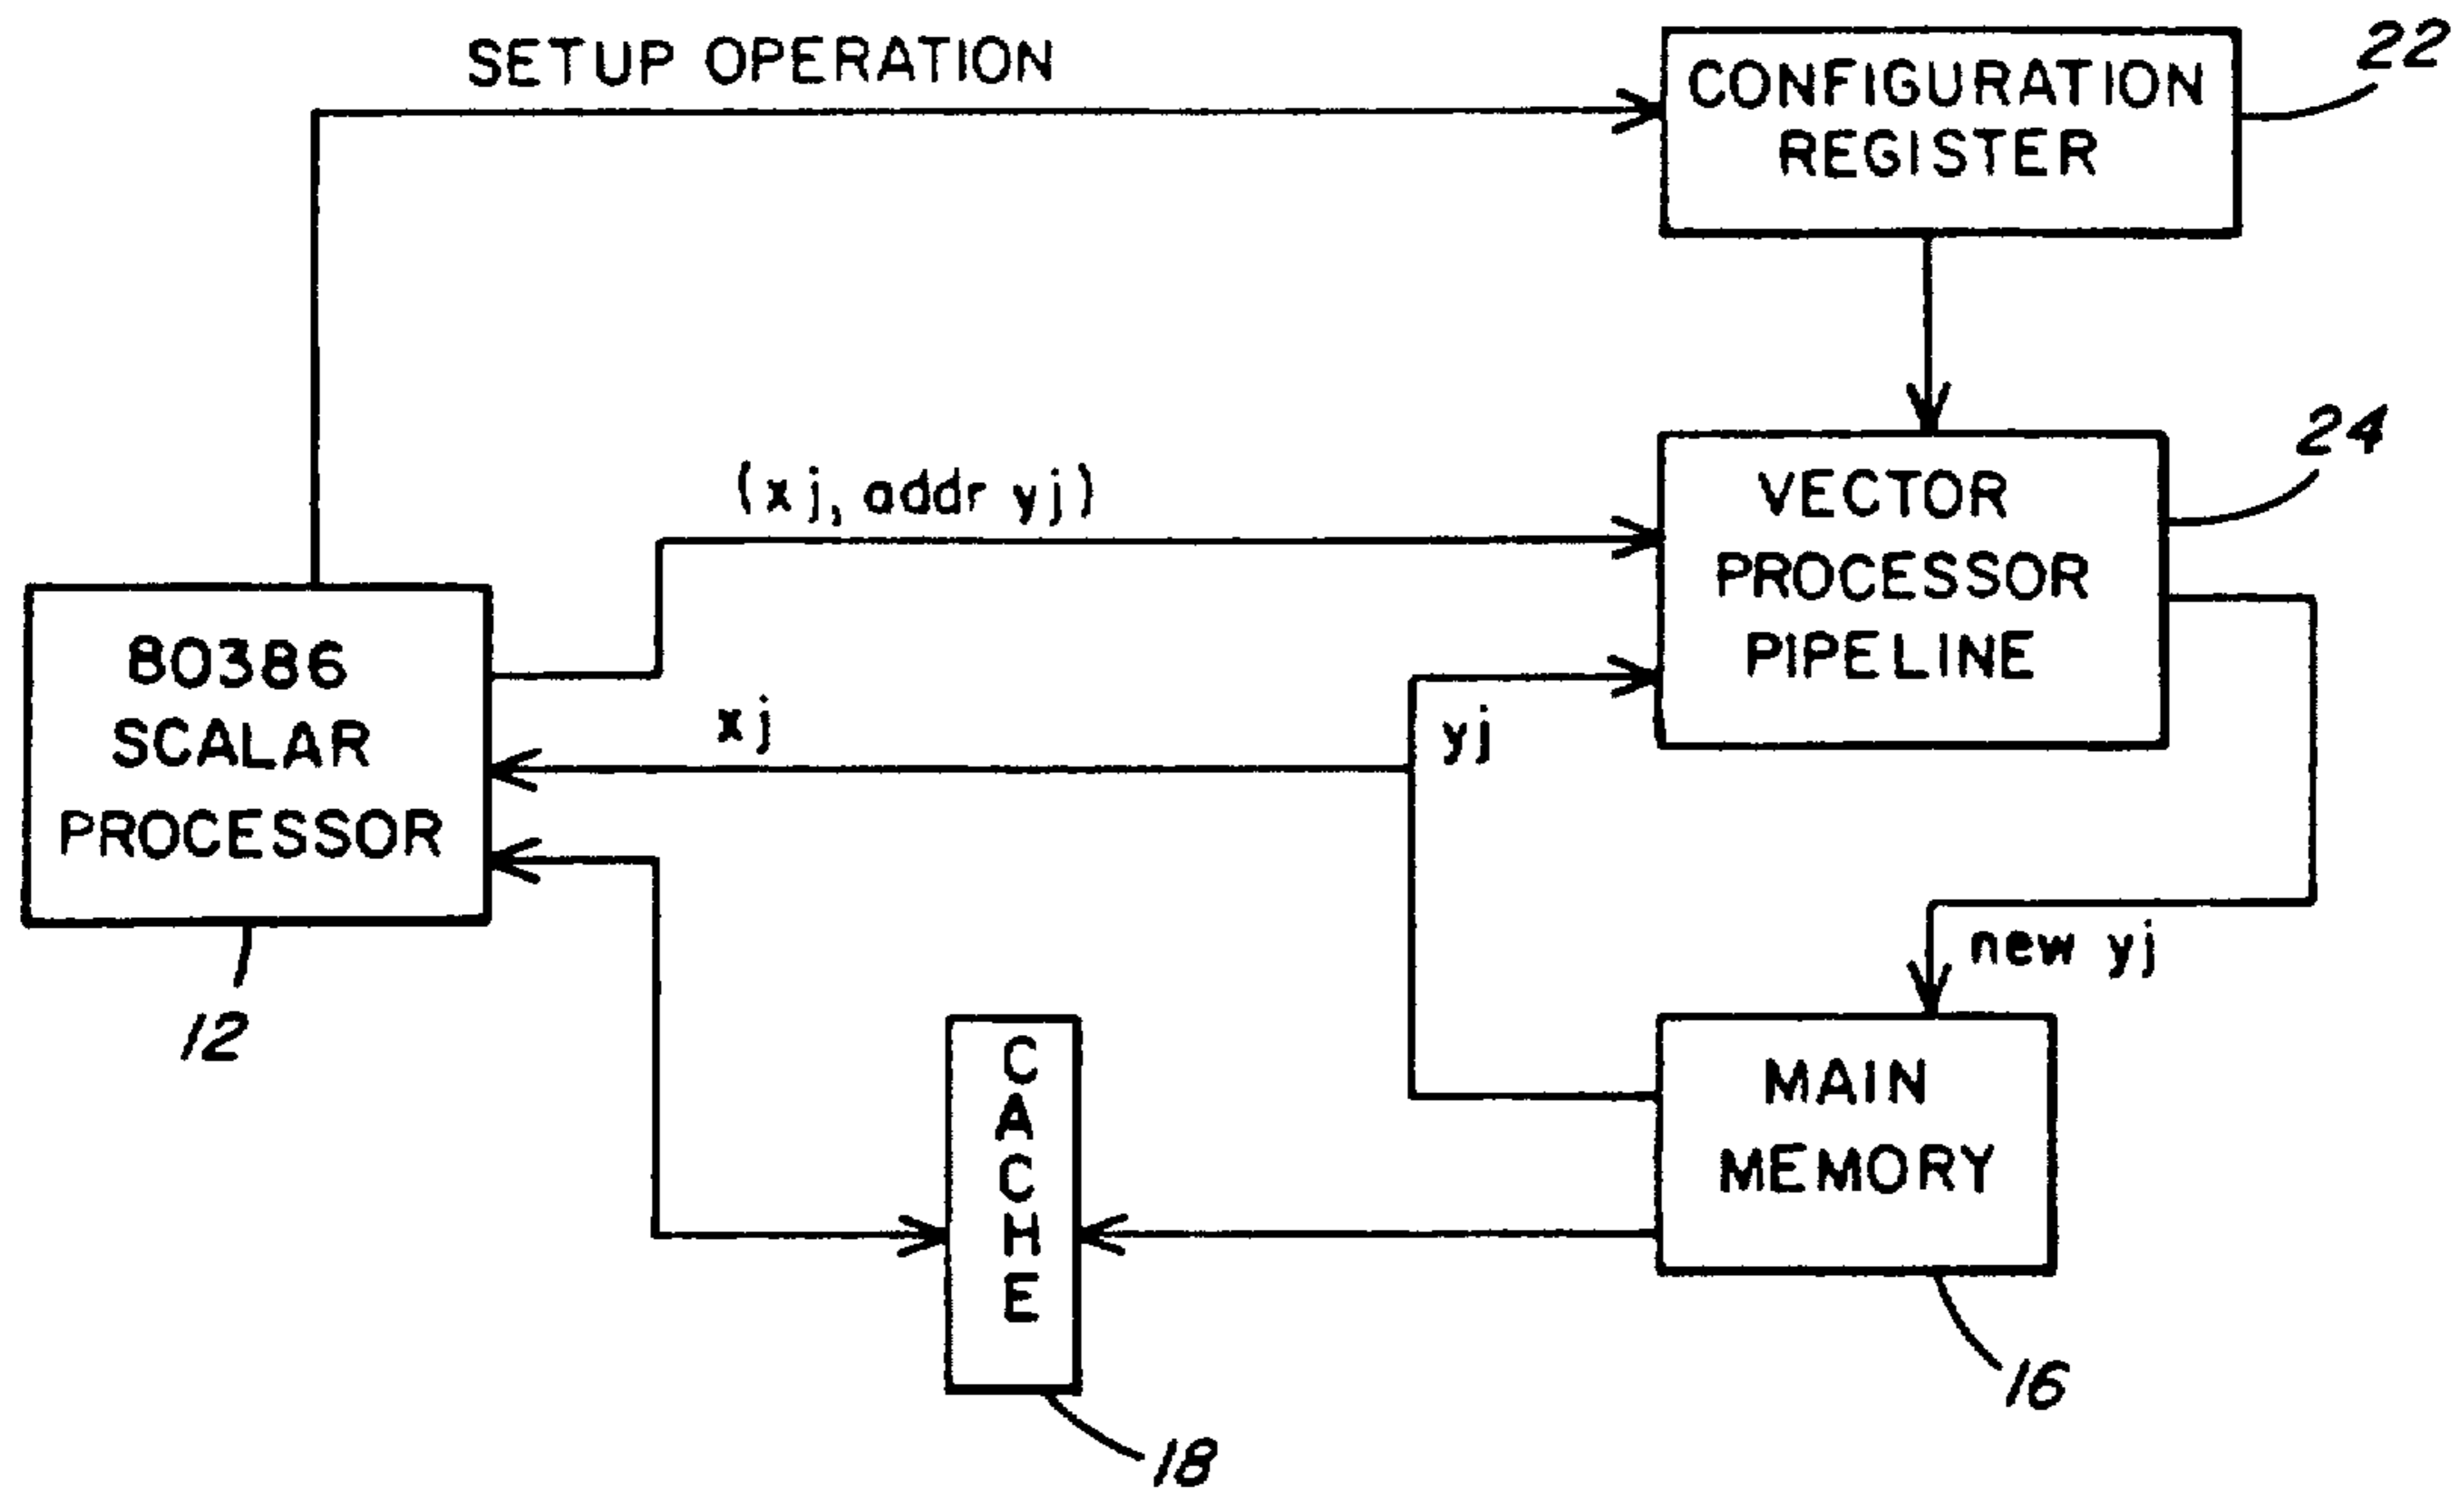 SETUP OPERATION
CONFIGURATION
REGISTER
22
(xj, addr yj)
VECTOR
PROCESSOR
PIPELINE
24
80386
SCALAR
PROCESSOR
12
xj
yj
new yj
CACHE
18
MAIN
MEMORY
16